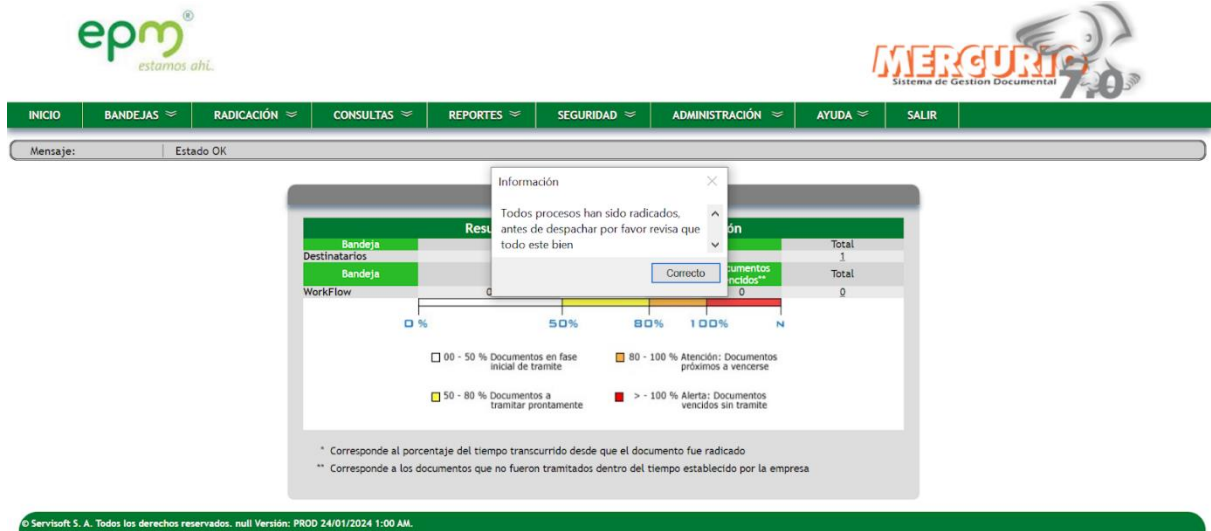 epm®
estamos ahí.
MERGURIO 7.0
Sistema de Gestion Documental
INICIO BANDEJAS RADICACIÓN CONSULTAS REPORTES SEGURIDAD ADMINISTRACIÓN AYUDA SALIR
Mensaje: Estado OK
Información
Todos procesos han sido radicados,
antes de despachar por favor revisa que
todo este bien
Correcto
Bandeja Total
Destinatarios 1
Bandeja Total
WorkFlow 0 0 0
0 % 50% 80% 100% N
00 - 50 % Documentos en fase
inicial de tramite
80 - 100 % Atención: Documentos
próximos a vencerse
50 - 80 % Documentos a
tramitar prontamente
> - 100 % Alerta: Documentos
vencidos sin tramite
* Corresponde al porcentaje del tiempo transcurrido desde que el documento fue radicado
** Corresponde a los documentos que no fueron tramitados dentro del tiempo establecido por la empresa
© Servisoft S. A. Todos los derechos reservados. null Versión: PROD 24/01/2024 1:00 AM.